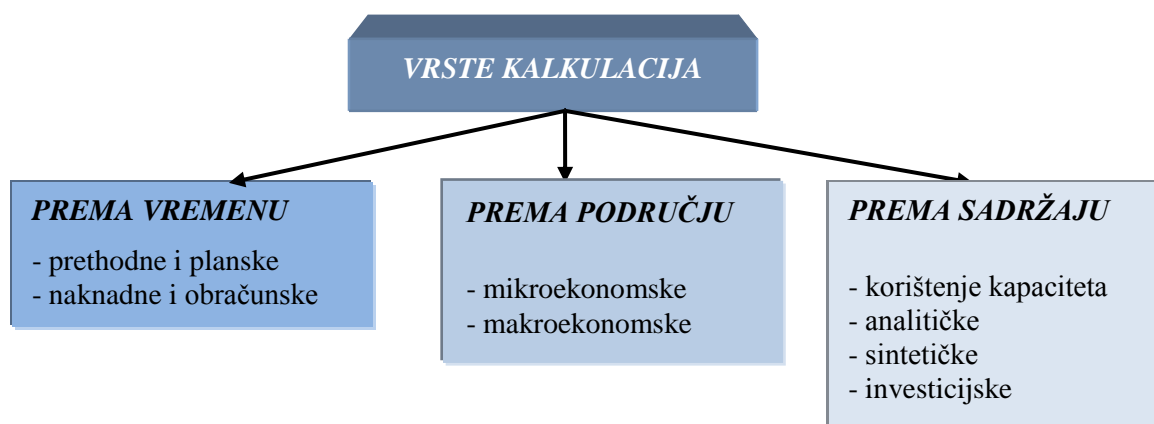 VRSTE KALKULACIJA
PREMA VREMENU
- prethodne i planske
- naknadne i obračunske
PREMA PODRUČJU
- mikroekonomske
- makroekonomske
PREMA SADRŽAJU
- korištenje kapaciteta
- analitičke
- sintetičke
- investicijske